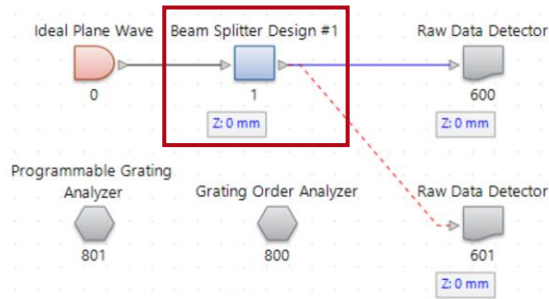 Ideal Plane Wave
Beam Splitter Design #1
Raw Data Detector
0
1
600
Z: 0 mm
Z: 0 mm
Programmable Grating
Analyzer
Grating Order Analyzer
Raw Data Detector
801
800
601
Z: 0 mm